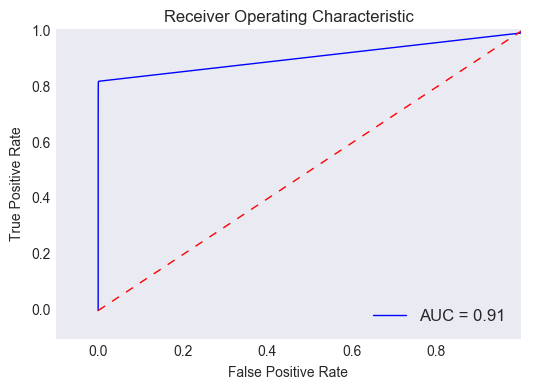 Receiver Operating Characteristic
1.0
0.8
0.6
0.4
0.2
0.0
True Positive Rate
AUC = 0.91
0.0 0.2 0.4 0.6 0.8
False Positive Rate